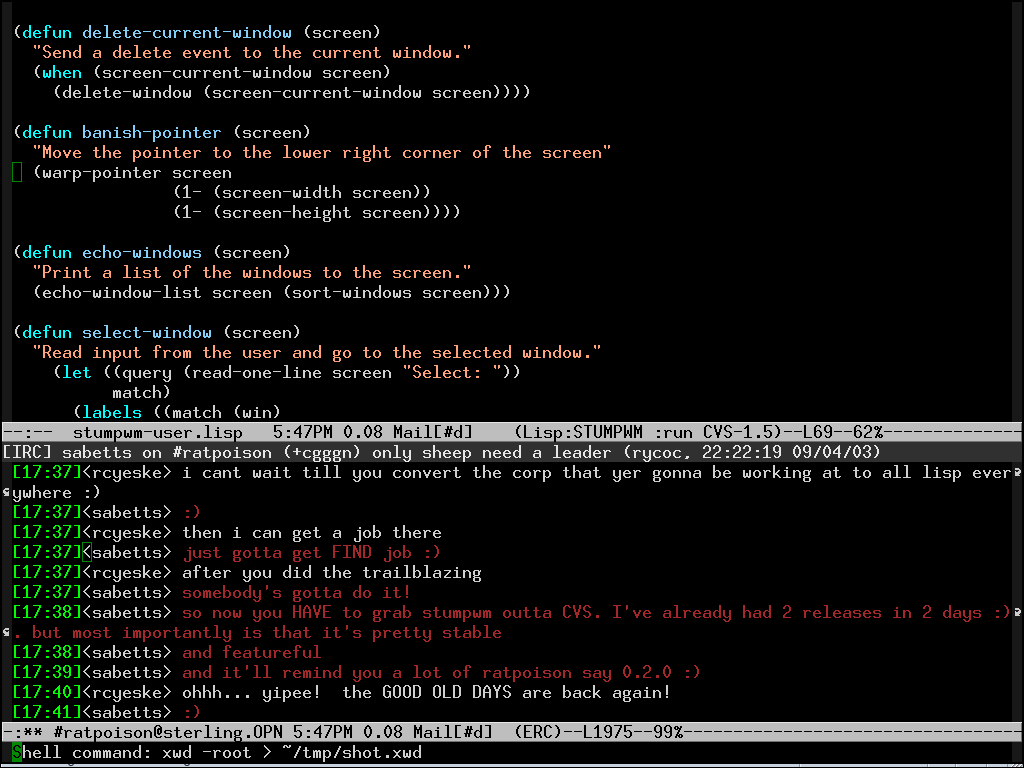 (defun delete-current-window (screen)
  "Send a delete event to the current window."
  (when (screen-current-window screen)
    (delete-window (screen-current-window screen))))

(defun banish-pointer (screen)
  "Move the pointer to the lower right corner of the screen"
  (warp-pointer screen
                (1- (screen-width screen))
                (1- (screen-height screen))))

(defun echo-windows (screen)
  "Print a list of the windows to the screen."
  (echo-window-list screen (sort-windows screen)))

(defun select-window (screen)
  "Read input from the user and go to the selected window."
    (let ((query (read-one-line screen "Select: "))
          match)
      (labels ((match (win)
--:--  stumpwm-user.lisp   5:47PM 0.08 Mail[#d]    (Lisp:STUMPWM :run CVS-1.5)--L69--62%--------------
[IRC] sabetts on #ratpoison (+cgggn) only sheep need a leader (rycoc, 22:22:19 09/04/03)
[17:37]<rcyeske> i cant wait till you convert the corp that yer gonna be working at to all lisp ever
ywhere :)
[17:37]<sabetts> :)
[17:37]<rcyeske> then i can get a job there
[17:37]<sabetts> just gotta get FIND job :)
[17:37]<rcyeske> after you did the trailblazing
[17:37]<sabetts> somebody's gotta do it!
[17:38]<sabetts> so now you HAVE to grab stumpwm outta CVS. I've already had 2 releases in 2 days :)
. but most importantly is that it's pretty stable
[17:38]<sabetts> and featureful
[17:39]<sabetts> and it'll remind you a lot of ratpoison say 0.2.0 :)
[17:40]<rcyeske> ohhh... yipee!  the GOOD OLD DAYS are back again!
[17:41]<sabetts> :)
-:** #ratpoison@sterling.OPN 5:47PM 0.08 Mail[#d]  (ERC)--L1975--99%----------------------------------
Shell command: xwd -root > ~/tmp/shot.xwd